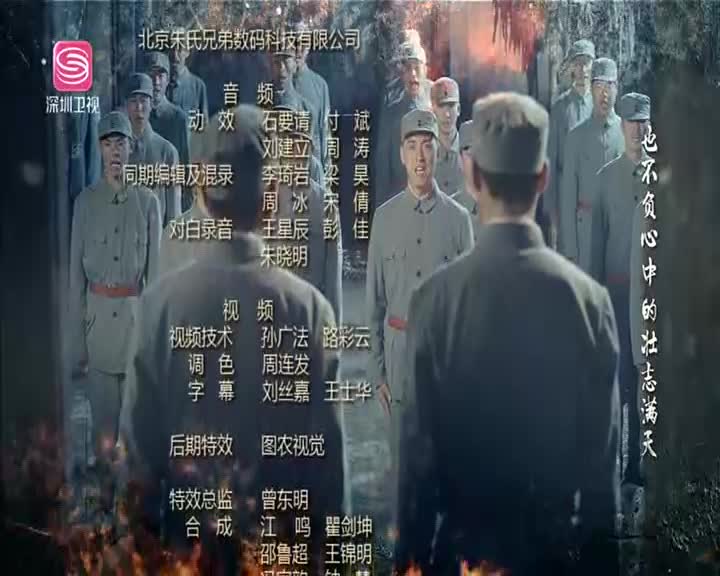 北京朱氏兄弟数码科技有限公司
深圳卫视
音 频
动 效 石要请 付 斌
刘建立 周 涛
同期编辑及混录 李琦岩 梁 昊
周 冰 宋 倩
对白录音 王星辰 彭 佳
朱晓明
视 频
视频技术 孙广法 路彩云
调 色 周连发
字 幕 刘丝嘉 王士华
后期特效 图农视觉
特效总监 曾东明
合 成 江 鸣 瞿剑坤
邵鲁超 王锦明
也不负心中的壮志满天